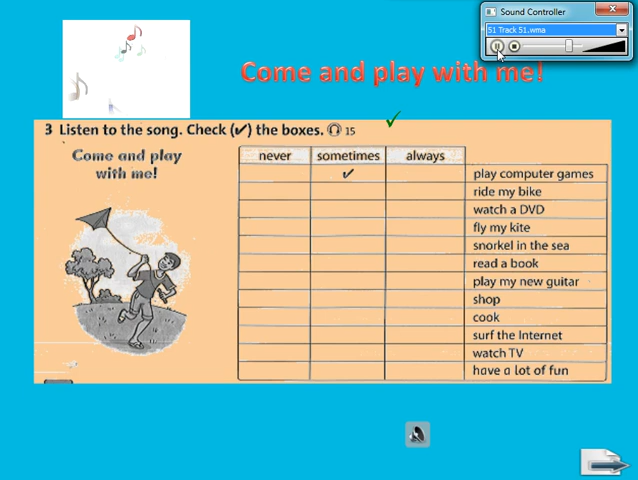 Sound Controller
51 Track 51.wma
Come and play with me!
3 Listen to the song. Check (✔) the boxes. 🎧 15
Come and play
with me!
never sometimes always
✔ play computer games
ride my bike
watch a DVD
fly my kite
snorkel in the sea
read a book
play my new guitar
shop
cook
surf the Internet
watch TV
have a lot of fun